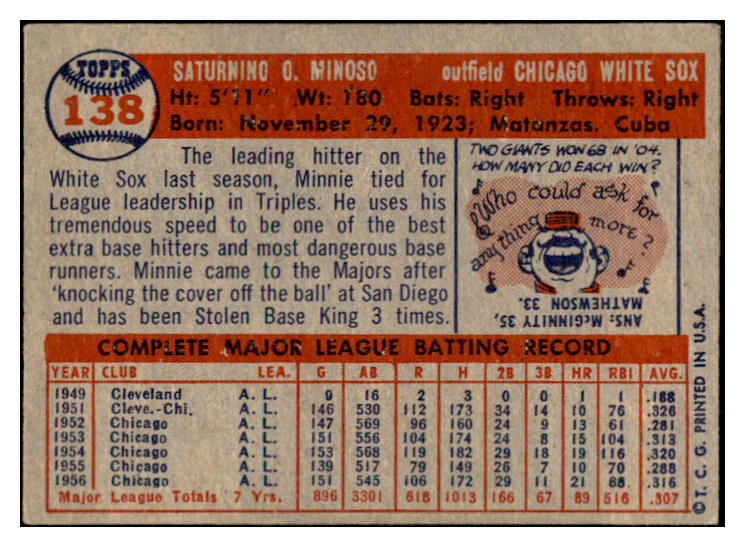 TOPPS
138
SATURNINO O. MINOSO outfield CHICAGO WHITE SOX
Ht: 5'11" Wt: 180 Bats: Right Throws: Right
Born: November 29, 1923; Matanzas. Cuba
The leading hitter on the
White Sox last season, Minnie tied for
League leadership in Triples. He uses his
tremendous speed to be one of the best
extra base hitters and most dangerous base
runners. Minnie came to the Majors after
'knocking the cover off the ball' at San Diego
and has been Stolen Base King 3 times.
TWO GIANTS WON 68 IN '04.
HOW MANY DID EACH WIN?
Who could ask for
anything more?
ANS: McGINNITY 35,
MATHEWSON 33.
COMPLETE MAJOR LEAGUE BATTING RECORD
YEAR CLUB LEA. G AB R H 2B 3B HR RBI AVG.
1949 Cleveland A. L. 9 16 2 3 0 0 1 1 .188
1951 Cleve.-Chi. A. L. 146 530 112 173 34 14 10 76 .326
1952 Chicago A. L. 147 569 96 160 24 9 13 61 .281
1953 Chicago A. L. 151 556 104 174 24 8 15 104 .313
1954 Chicago A. L. 153 568 119 182 29 18 19 116 .320
1955 Chicago A. L. 139 517 79 149 26 7 10 70 .288
1956 Chicago A. L. 151 545 106 172 29 11 21 88 .316
Major League Totals 7 Yrs. 896 3301 618 1013 166 67 89 516 .307
© T. C. G. PRINTED IN U.S.A.